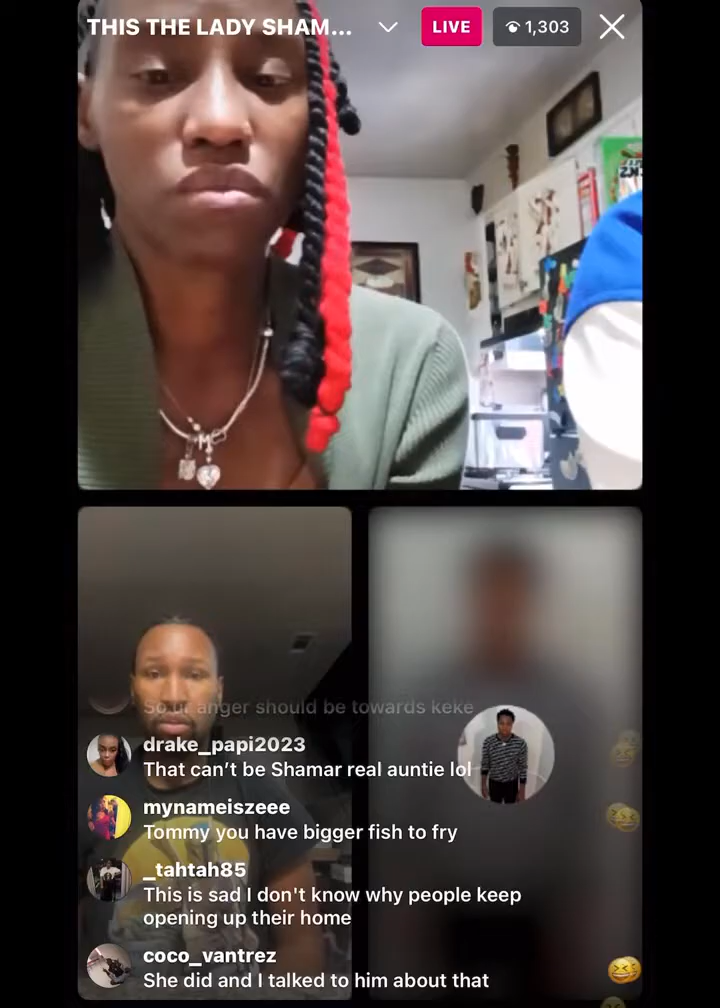 THIS THE LADY SHAM...
LIVE
1,303
So ur anger should be towards keke
drake_papi2023
That can’t be Shamar real auntie lol
mynameiszeee
Tommy you have bigger fish to fry
_tahtah85
This is sad I don't know why people keep
opening up their home
coco_vantrez
She did and I talked to him about that